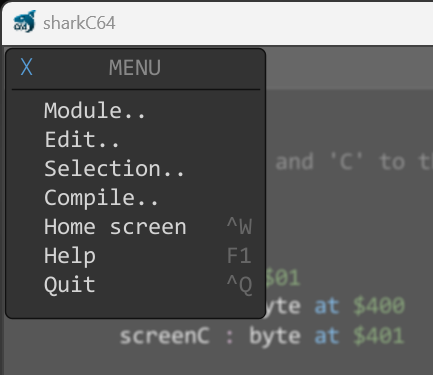 sharkC64
X MENU
Module..
Edit..
Selection..
Compile..
Home screen ^W
Help F1
Quit ^Q
and 'C' to
$01
byte at $400
screenC : byte at $401